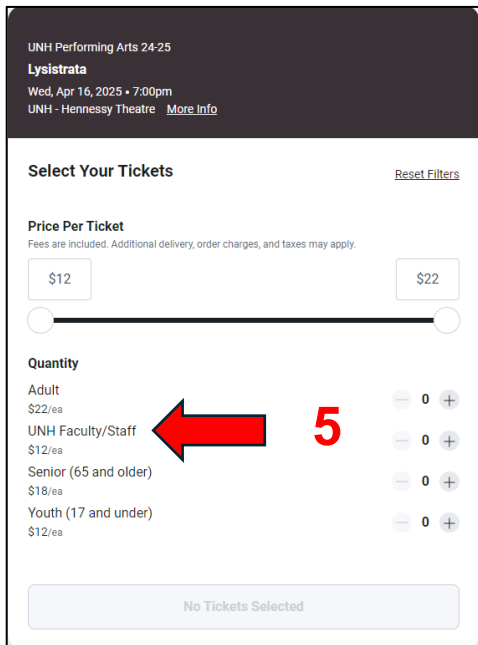 UNH Performing Arts 24-25
Lysistrata
Wed, Apr 16, 2025 • 7:00pm
UNH - Hennessy Theatre More Info
Select Your Tickets Reset Filters
Price Per Ticket
Fees are included. Additional delivery, order charges, and taxes may apply.
$12 $22
Quantity
Adult
$22/ea
− 0 +
UNH Faculty/Staff
$12/ea
5
− 0 +
Senior (65 and older)
$18/ea
− 0 +
Youth (17 and under)
$12/ea
− 0 +
No Tickets Selected